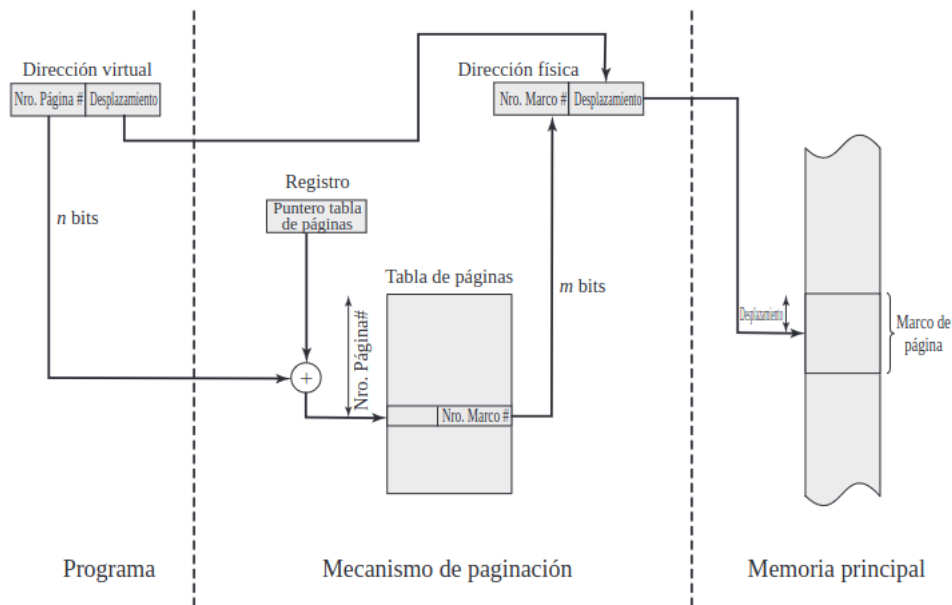 Dirección virtual
Nro. Página # Desplazamiento
n bits
Dirección física
Nro. Marco # Desplazamiento
Registro
Puntero tabla
de páginas
+
Tabla de páginas
Nro. Página#
Nro. Marco #
m bits
Desplazamiento
Marco de
página
Programa
Mecanismo de paginación
Memoria principal